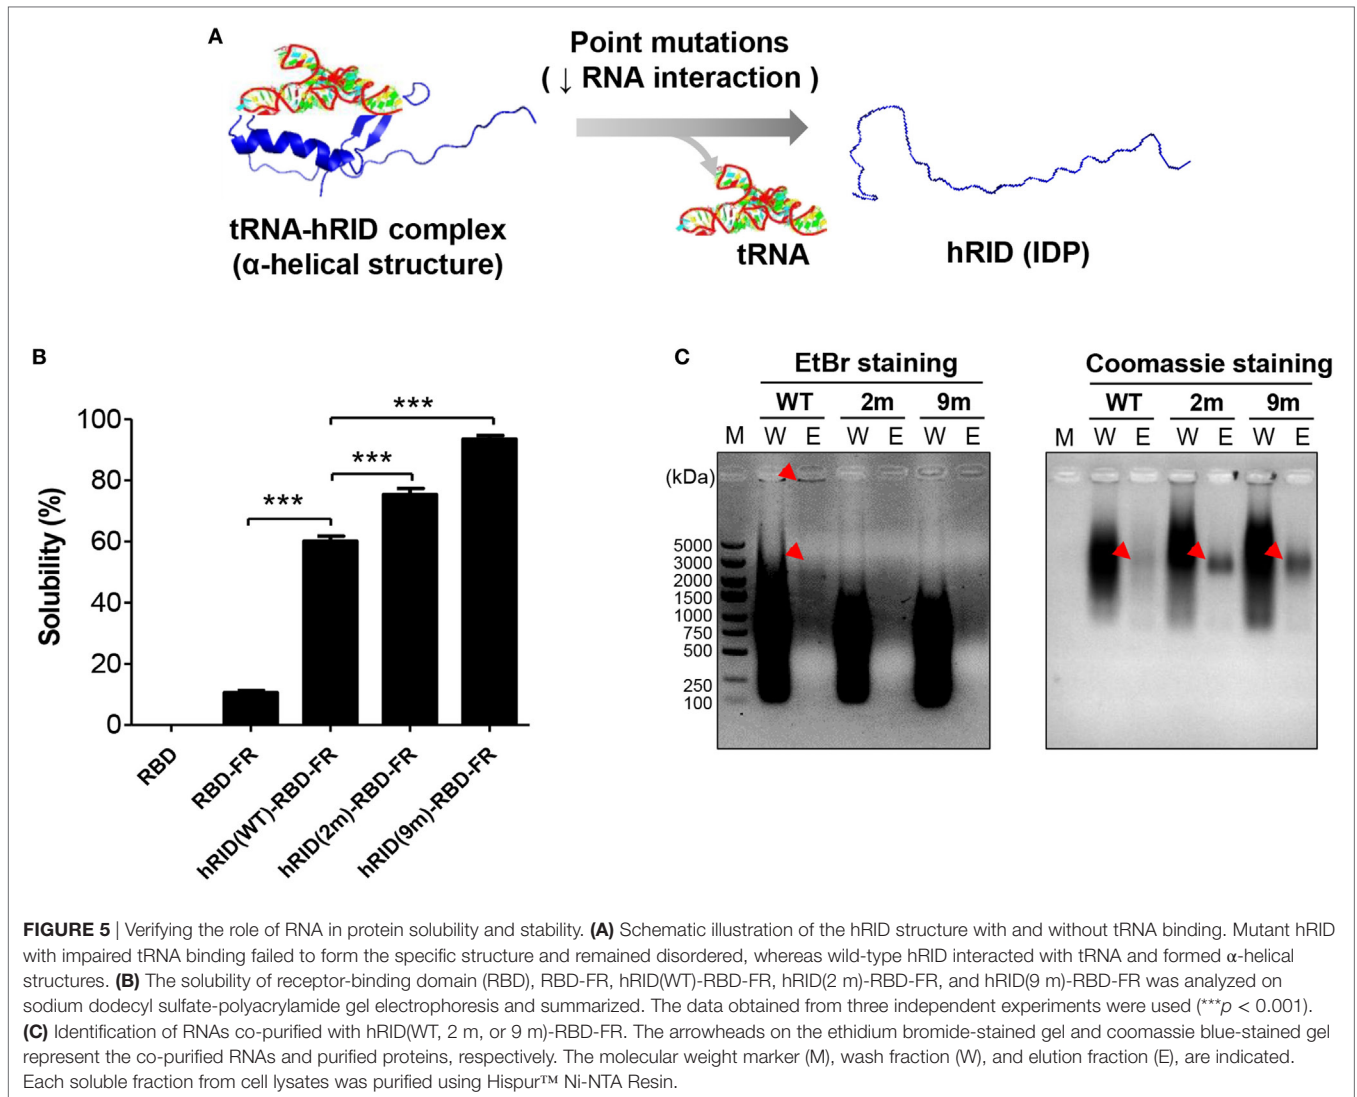 A
Point mutations
( ↓ RNA interaction )
tRNA-hRID complex
(α-helical structure)
tRNA
hRID (IDP)
B
Solubility (%)
100
80
60
40
20
0
***
***
***
RBD
RBD-FR
hRID(WT)-RBD-FR
hRID(2m)-RBD-FR
hRID(9m)-RBD-FR
C
EtBr staining
WT 2m 9m
M W E W E W E
(kDa)
5000
3000
2000
1500
1000
750
500
250
100
Coomassie staining
WT 2m 9m
M W E W E W E
FIGURE 5 | Verifying the role of RNA in protein solubility and stability. (A) Schematic illustration of the hRID structure with and without tRNA binding. Mutant hRID
with impaired tRNA binding failed to form the specific structure and remained disordered, whereas wild-type hRID interacted with tRNA and formed α-helical
structures. (B) The solubility of receptor-binding domain (RBD), RBD-FR, hRID(WT)-RBD-FR, hRID(2 m)-RBD-FR, and hRID(9 m)-RBD-FR was analyzed on
sodium dodecyl sulfate-polyacrylamide gel electrophoresis and summarized. The data obtained from three independent experiments were used (***p < 0.001).
(C) Identification of RNAs co-purified with hRID(WT, 2 m, or 9 m)-RBD-FR. The arrowheads on the ethidium bromide-stained gel and coomassie blue-stained gel
represent the co-purified RNAs and purified proteins, respectively. The molecular weight marker (M), wash fraction (W), and elution fraction (E), are indicated.
Each soluble fraction from cell lysates was purified using Hispur™ Ni-NTA Resin.